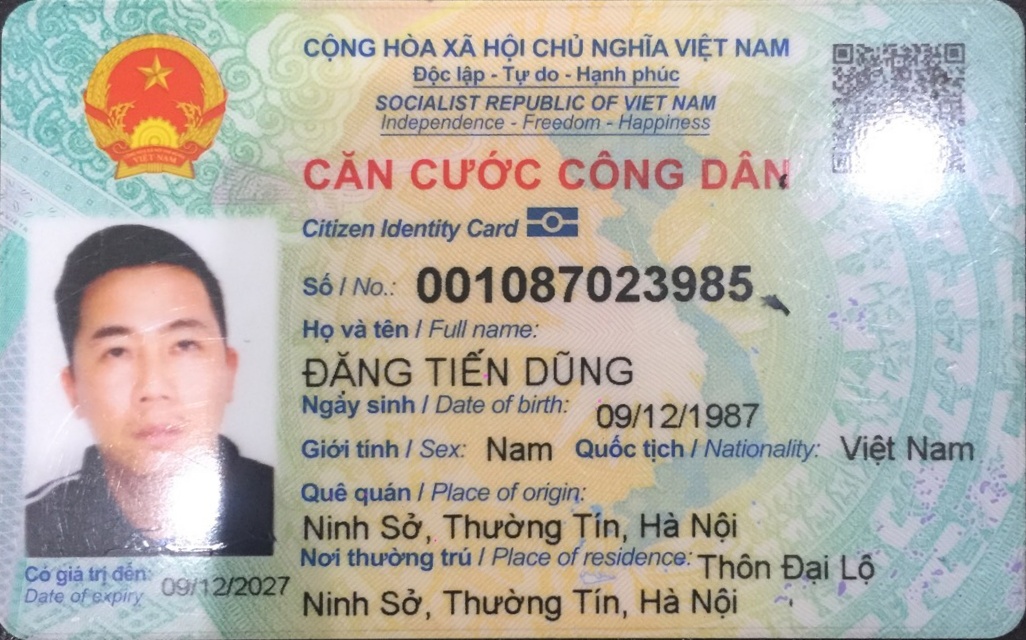 CỘNG HÒA XÃ HỘI CHỦ NGHĨA VIỆT NAM
Độc lập - Tự do - Hạnh phúc
SOCIALIST REPUBLIC OF VIET NAM
Independence - Freedom - Happiness
CĂN CƯỚC CÔNG DÂN
Citizen Identity Card
VIỆT NAM
Số / No.: 001087023985
Họ và tên / Full name:
ĐẶNG TIẾN DŨNG
Ngày sinh / Date of birth: 09/12/1987
Giới tính / Sex: Nam Quốc tịch / Nationality: Việt Nam
Quê quán / Place of origin:
Ninh Sở, Thường Tín, Hà Nội
Nơi thường trú / Place of residence: Thôn Đại Lộ
Ninh Sở, Thường Tín, Hà Nội
Có giá trị đến: 09/12/2027
Date of expiry